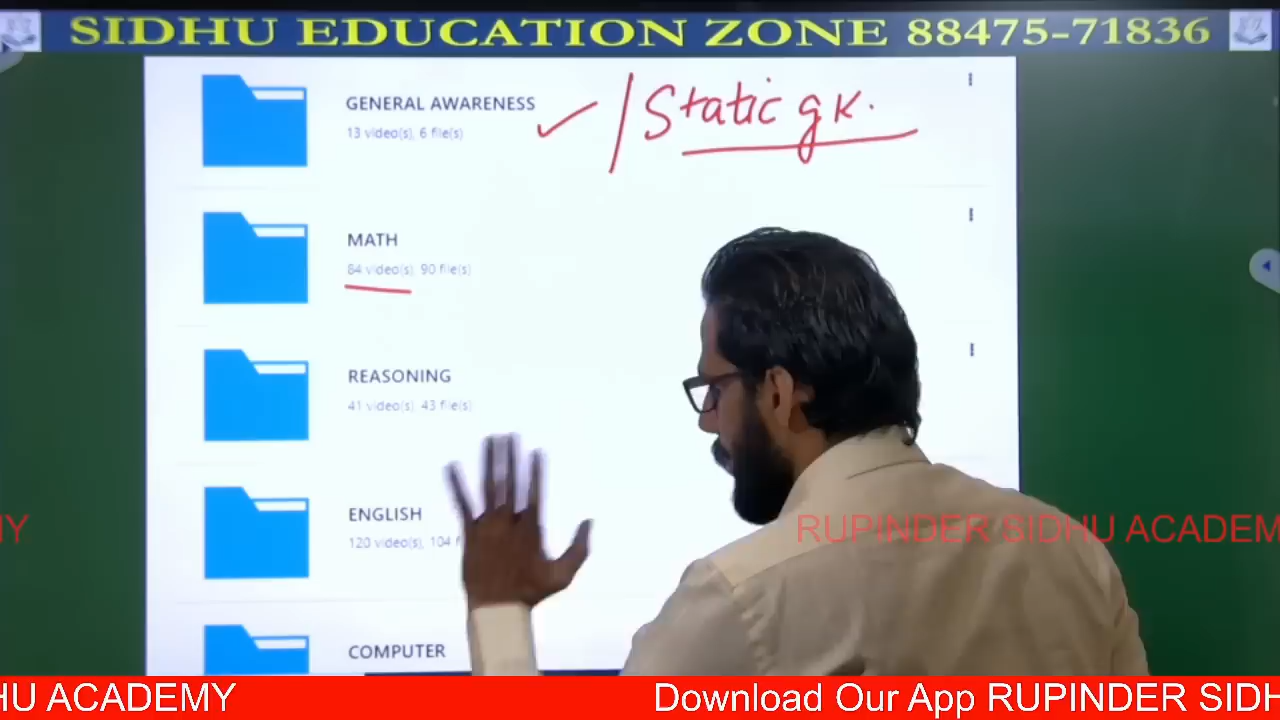 SIDHU EDUCATION ZONE 88475-71836
GENERAL AWARENESS
13 video(s), 6 file(s)
/ Static gk.
MATH
84 video(s), 90 file(s)
REASONING
41 video(s), 43 file(s)
ENGLISH
120 video(s), 104 f
COMPUTER
MY
RUPINDER SIDHU ACADEM
HU ACADEMY
Download Our App RUPINDER SIDH